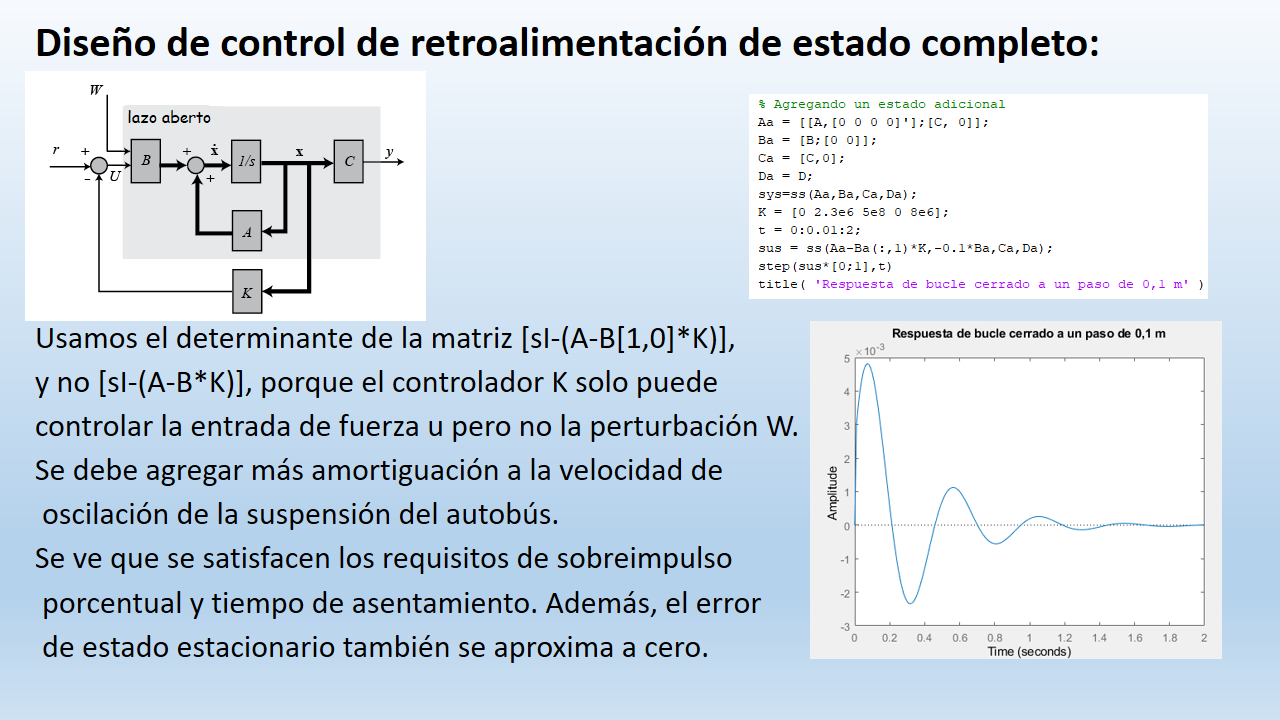 Diseño de control de retroalimentación de estado completo:
W
lazo abierto
r
+
-
U
B
+
+
ẋ
1/s
x
C
y
A
K
% Agregando un estado adicional
Aa = [[A,[0 0 0 0]'];[C, 0]];
Ba = [B;[0 0]];
Ca = [C,0];
Da = D;
sys=ss(Aa,Ba,Ca,Da);
K = [0 2.3e6 5e8 0 8e6];
t = 0:0.01:2;
sus = ss(Aa-Ba(:,1)*K,-0.1*Ba,Ca,Da);
step(sus*[0;1],t)
title( 'Respuesta de bucle cerrado a un paso de 0,1 m' )
Usamos el determinante de la matriz [sI-(A-B[1,0]*K)],
y no [sI-(A-B*K)], porque el controlador K solo puede
controlar la entrada de fuerza u pero no la perturbación W.
Se debe agregar más amortiguación a la velocidad de
oscilación de la suspensión del autobús.
Se ve que se satisfacen los requisitos de sobreimpulso
porcentual y tiempo de asentamiento. Además, el error
de estado estacionario también se aproxima a cero.
Respuesta de bucle cerrado a un paso de 0,1 m
×10⁻³
5
4
3
2
1
0
-1
-2
-3
Amplitude
0 0.2 0.4 0.6 0.8 1 1.2 1.4 1.6 1.8 2
Time (seconds)